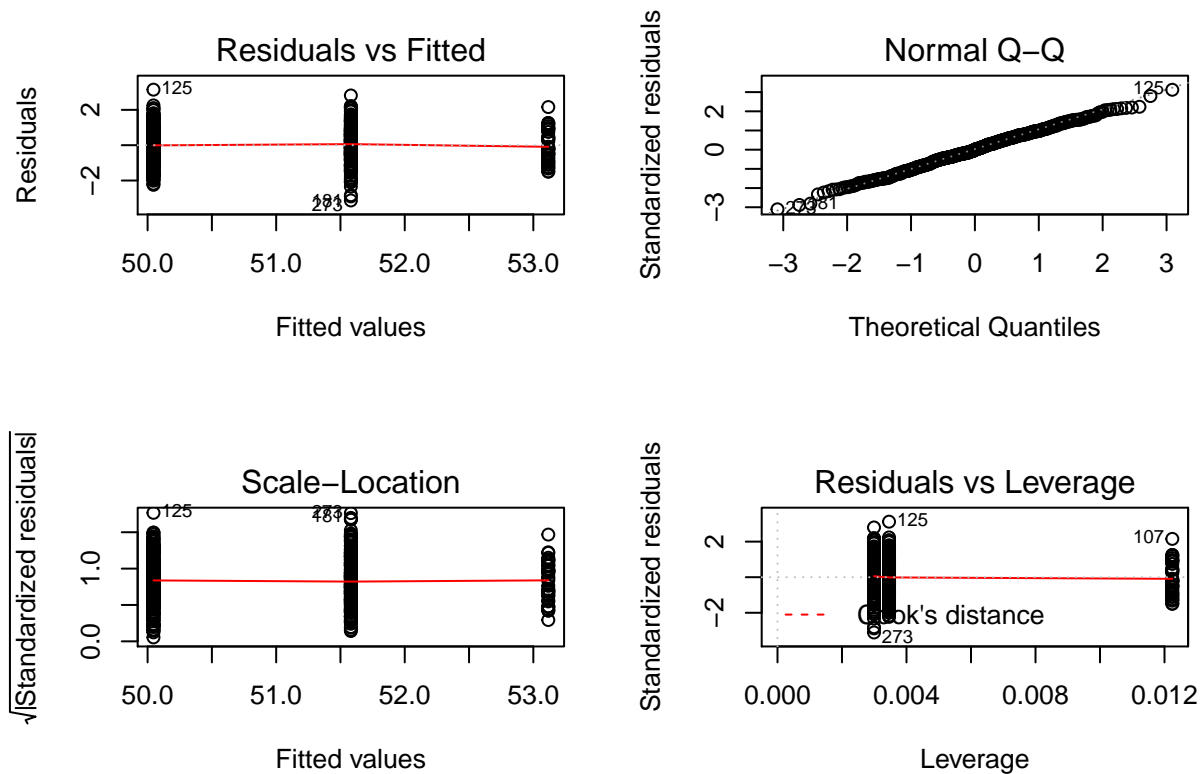 Residuals vs Fitted
Residuals
2
−2
125
273
50.0 51.0 52.0 53.0
Fitted values
Normal Q−Q
Standardized residuals
2
0
−3
125
181
−3 −2 −1 0 1 2 3
Theoretical Quantiles
Scale−Location
√|Standardized residuals|
1.0
0.0
125
50.0 51.0 52.0 53.0
Fitted values
Residuals vs Leverage
Standardized residuals
2
−2
125
107
Cook's distance
273
0.000 0.004 0.008 0.012
Leverage